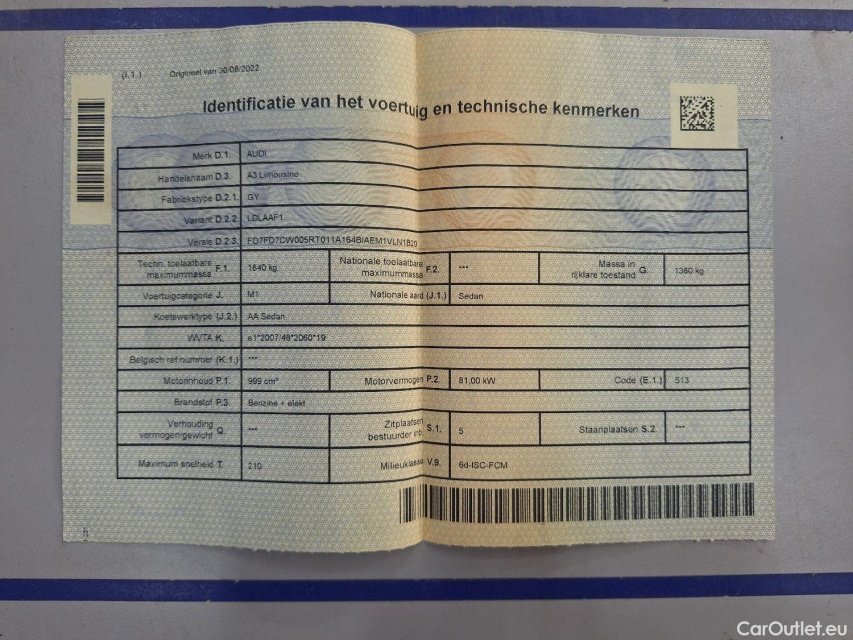 (I.1.) Origineel van 30/08/2022
Identificatie van het voertuig en technische kenmerken
Merk D.1. AUDI
Handelsnaam D.3. A3 Limousine
Fabriekstype D.2.1. GY
Variant D.2.2. LDLAAF1
Versie D.2.3. FD7FD7CW005RT011A164BIAEM1VLN1B20
Techn. toelaatbare maximummassa F.1. 1840 kg Nationale toelaatbare maximummassa F.2. *** Massa in rijklare toestand G. 1360 kg
Voertuigcategorie J. M1 Nationale aard (J.1.) Sedan
Koetswerktype (J.2.) AA Sedan
WVTA K. e1*2007/46*2060*19
Belgisch ref.nummer (K.1.) ***
Motorinhoud P.1. 999 cm³ Motorvermogen P.2. 81,00 kW Code (E.1.) 513
Brandstof P.3. Benzine + elekt.
Verhouding vermogen/gewicht Q. *** Zitplaatsen bestuurder inb. S.1. 5 Staanplaatsen S.2. ***
Maximum snelheid T. 210 Milieuklasse V.9. 6d-ISC-FCM
CarOutlet.eu